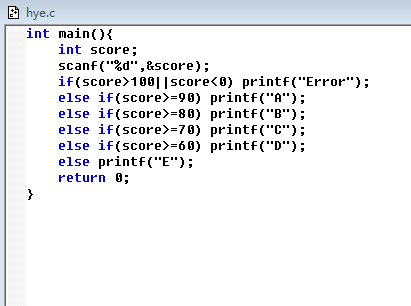 hye.c
int main(){
    int score;
    scanf("%d",&score);
    if(score>100||score<0) printf("Error");
    else if(score>=90) printf("A");
    else if(score>=80) printf("B");
    else if(score>=70) printf("C");
    else if(score>=60) printf("D");
    else printf("E");
    return 0;
}